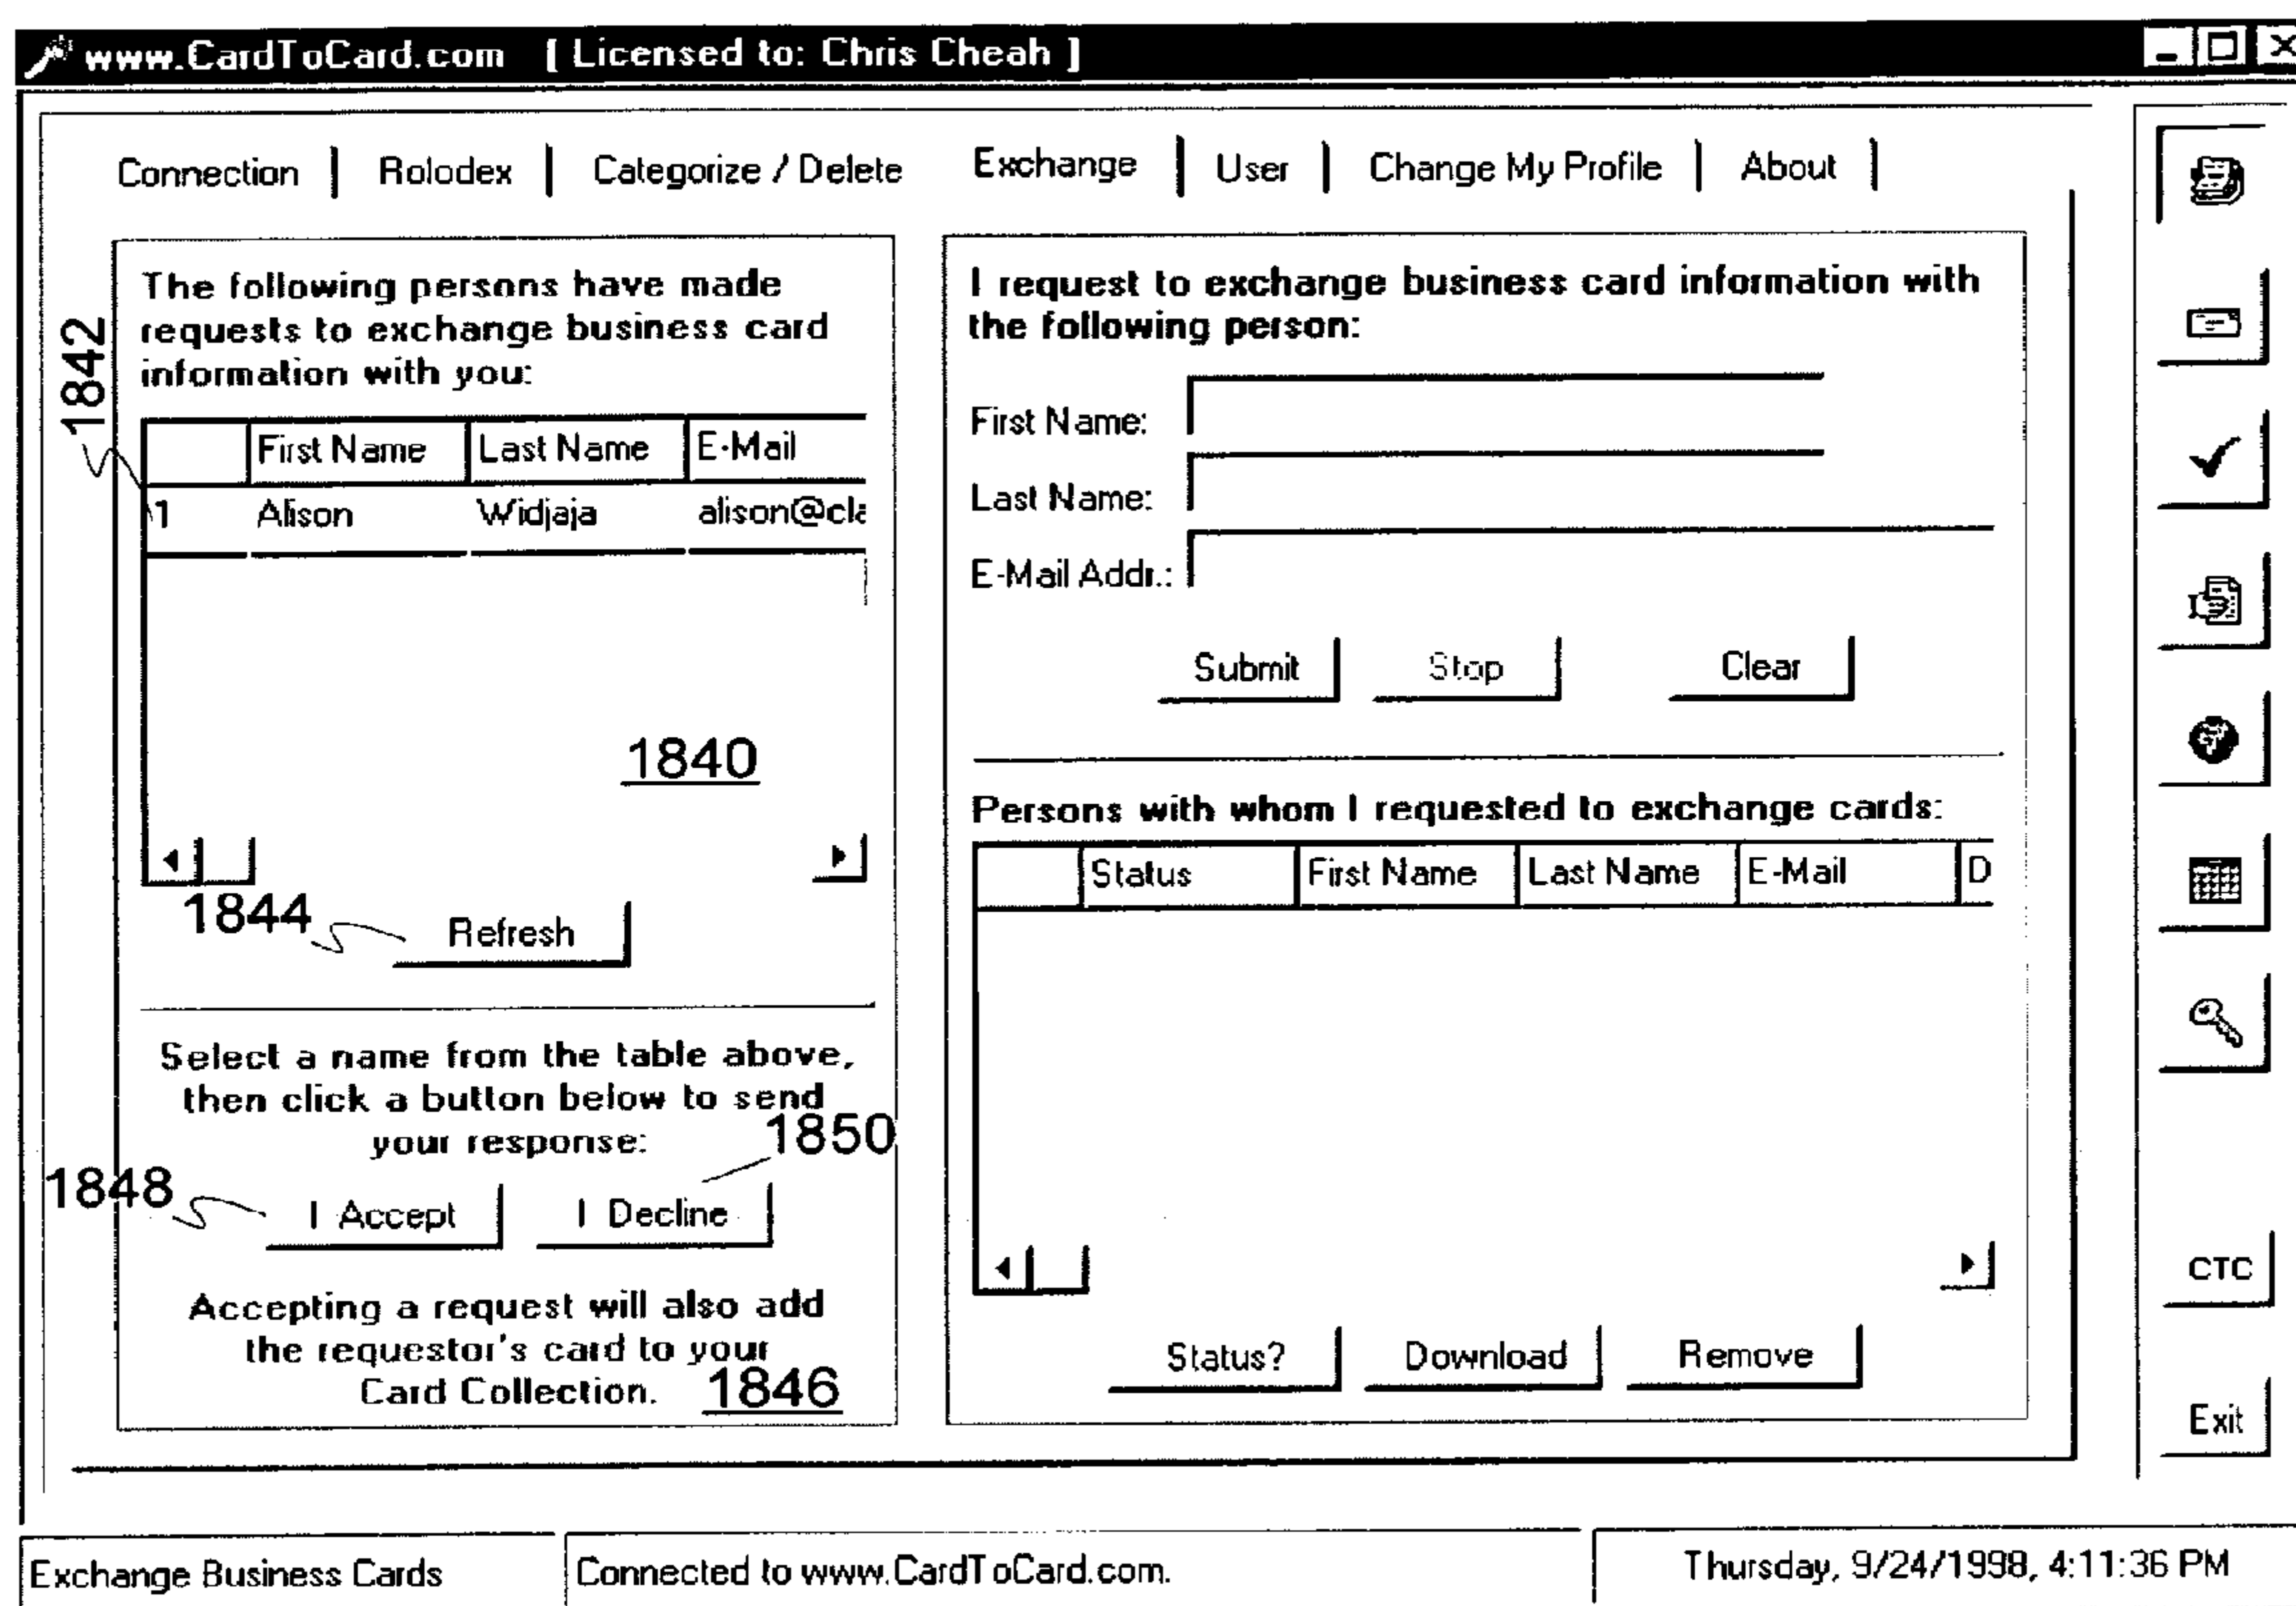 www.CardToCard.com [ Licensed to: Chris Cheah ]
Connection | Rolodex | Categorize / Delete Exchange | User | Change My Profile | About |
The following persons have made
requests to exchange business card
information with you:
1842
First Name Last Name E-Mail
1 Alison Widjaja alison@cla
1840
1844
Refresh
Select a name from the table above,
then click a button below to send
your response:
1850
1848
I Accept I Decline
Accepting a request will also add
the requestor's card to your
Card Collection. 1846
I request to exchange business card information with
the following person:
First Name:
Last Name:
E-Mail Addr.:
Submit Stop Clear
Persons with whom I requested to exchange cards:
Status First Name Last Name E-Mail D
Status? Download Remove
CTC
Exit
Exchange Business Cards Connected to www.CardToCard.com. Thursday, 9/24/1998, 4:11:36 PM